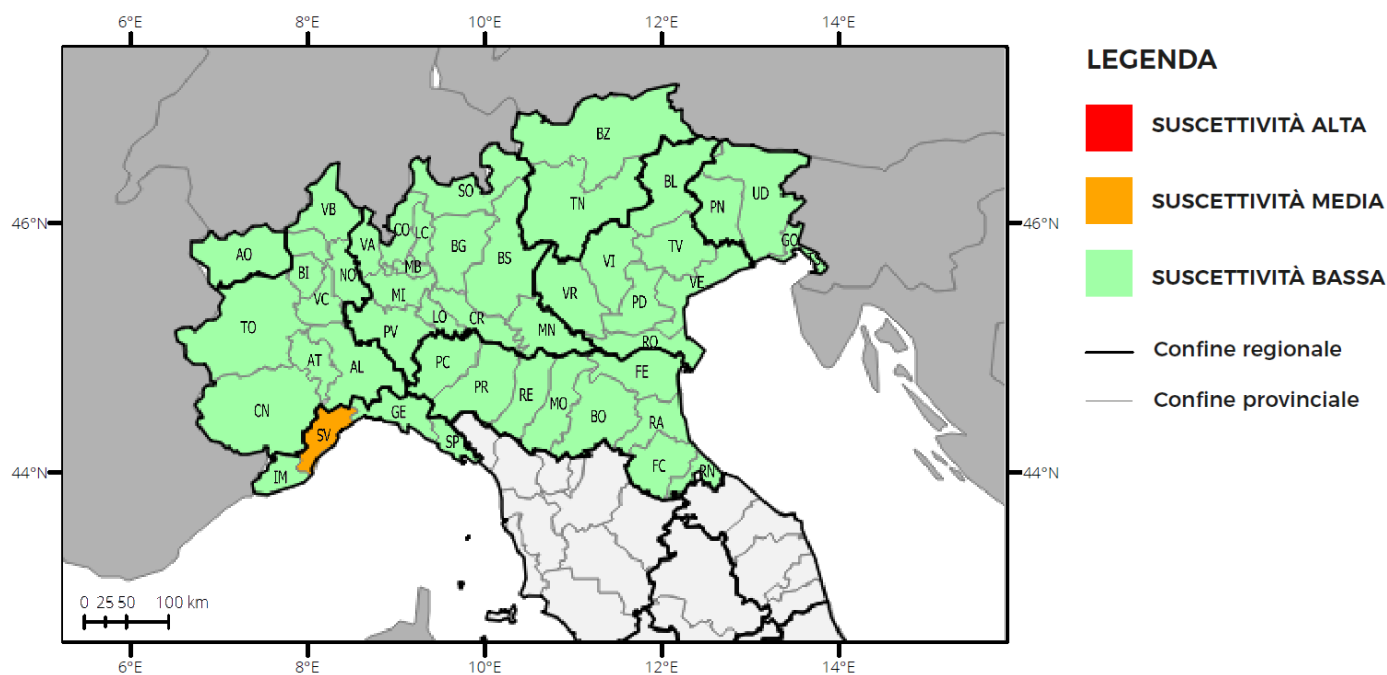 6°E 8°E 10°E 12°E 14°E
LEGENDA
SUSCETTIVITÀ ALTA
SUSCETTIVITÀ MEDIA
SUSCETTIVITÀ BASSA
Confine regionale
Confine provinciale
BZ
SO BL UD
VB TN PN
46°N 46°N
CO LC GO
VA BG TV
AO BS VI
BI NO MB VE
VC MI VR PD
TO LO CR MN
PV RO
AT AL PC FE
PR RE MO
CN GE BO RA
SV SP
44°N 44°N
IM FC RN
0 25 50 100 km
6°E 8°E 10°E 12°E 14°E